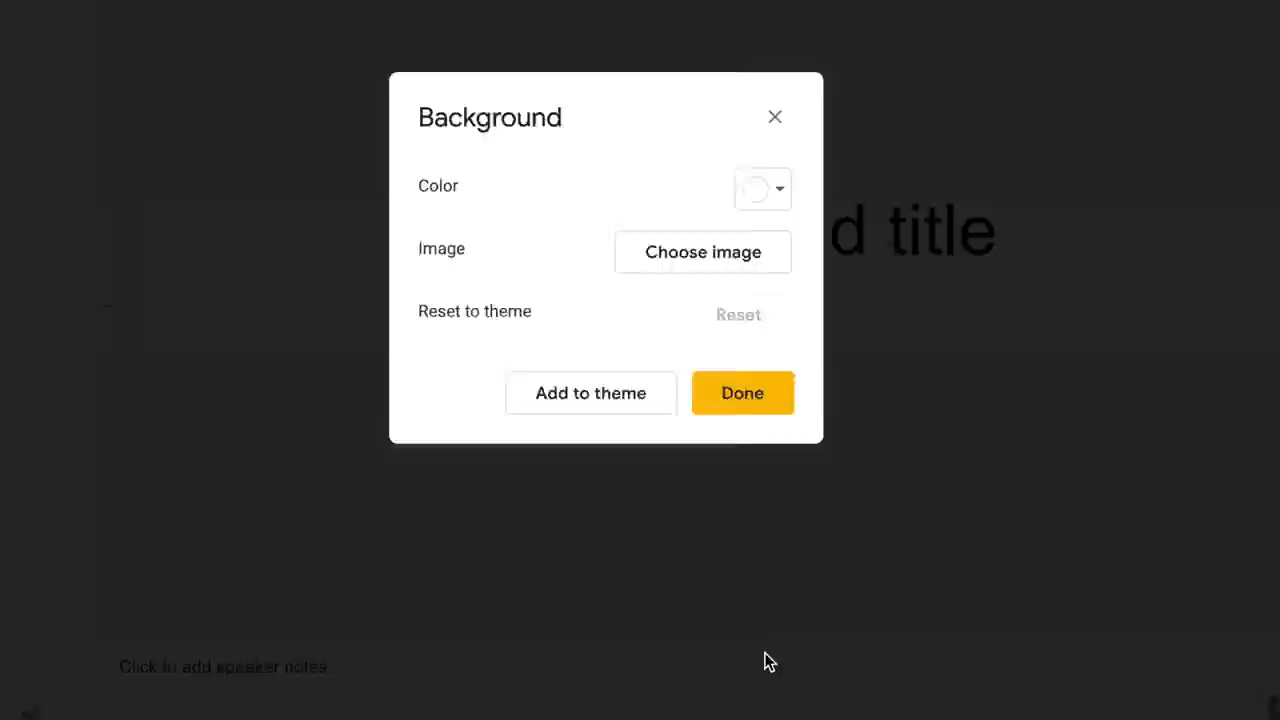 Background
Color
d title
Image
Choose image
Reset to theme
Reset
Add to theme
Done
Click to add speaker notes